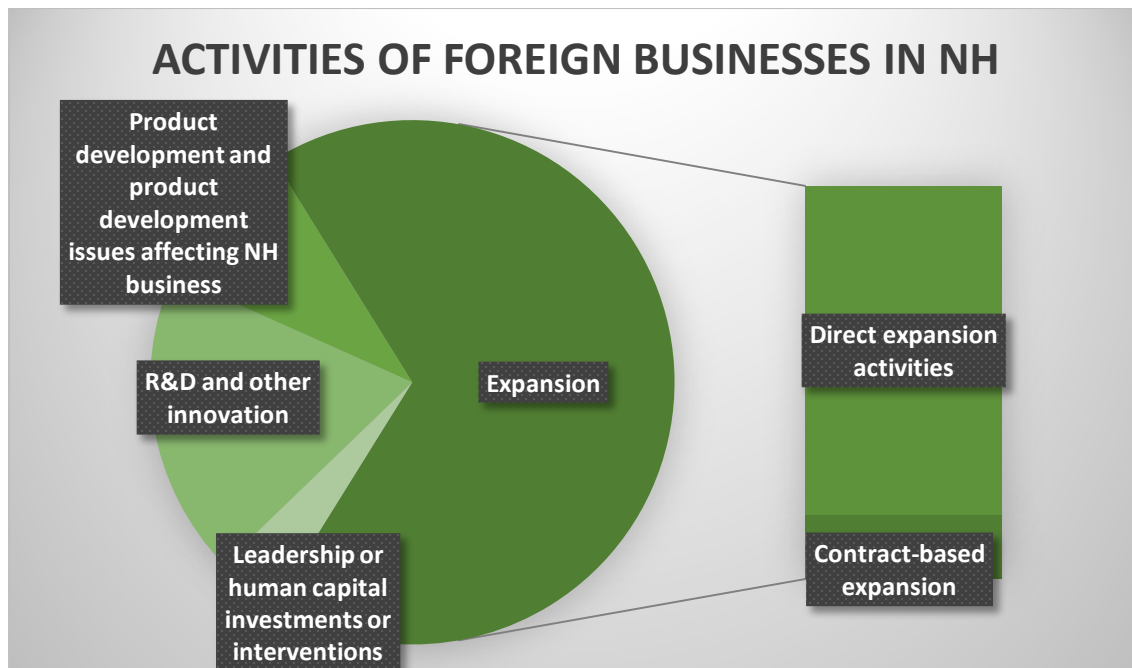 ACTIVITIES OF FOREIGN BUSINESSES IN NH
Product
development and
product
development
issues affecting NH
business
R&D and other
innovation
Expansion
Leadership or
human capital
investments or
interventions
Direct expansion
activities
Contract-based
expansion